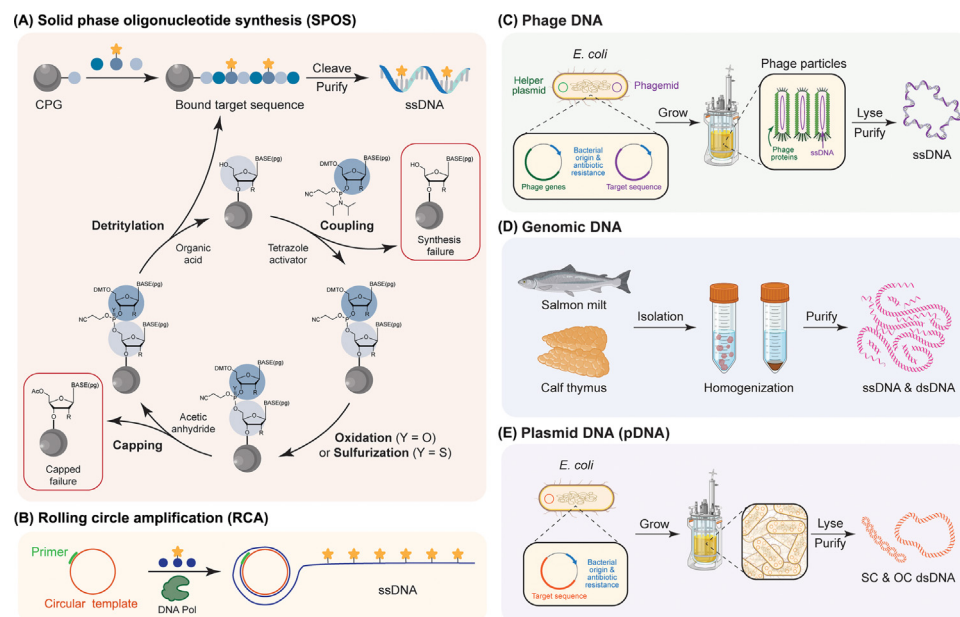 (A) Solid phase oligonucleotide synthesis (SPOS)
CPG
Bound target sequence
Cleave
Purify
ssDNA
HO
BASE(pg)
O
O
R
DMTO
BASE(pg)
O
O
R
NC
O
P
N
Coupling
Tetrazole
activator
HO
BASE(pg)
O
O
R
Synthesis
failure
Detritylation
Organic
acid
DMTO
BASE(pg)
O
O
R
Y
NC
O
P
O
BASE(pg)
O
O
R
DMTO
BASE(pg)
O
O
R
NC
O
P
O
BASE(pg)
O
O
R
DMTO
BASE(pg)
O
O
R
Y
NC
O
P
O
BASE(pg)
O
O
R
Oxidation (Y = O)
or Sulfurization (Y = S)
Acetic
anhydride
Capping
AcO
BASE(pg)
O
O
R
Capped
failure
(B) Rolling circle amplification (RCA)
Primer
Circular template
DNA Pol
ssDNA
(C) Phage DNA
E. coli
Helper
plasmid
Phagemid
Bacterial
origin &
antibiotic
resistance
Phage genes
Target sequence
Grow
Phage particles
Phage
proteins
ssDNA
Lyse
Purify
ssDNA
(D) Genomic DNA
Salmon milt
Calf thymus
Isolation
Homogenization
Purify
ssDNA & dsDNA
(E) Plasmid DNA (pDNA)
E. coli
Bacterial
origin &
antibiotic
resistance
Target sequence
Grow
Lyse
Purify
SC & OC dsDNA